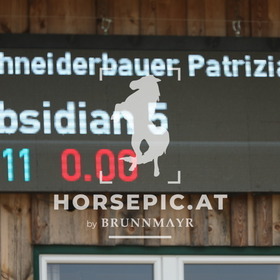 hneiderbauer Patrizia
bsidian 5
11 0.00
HORSEPIC.AT
by BRUNNMAYR